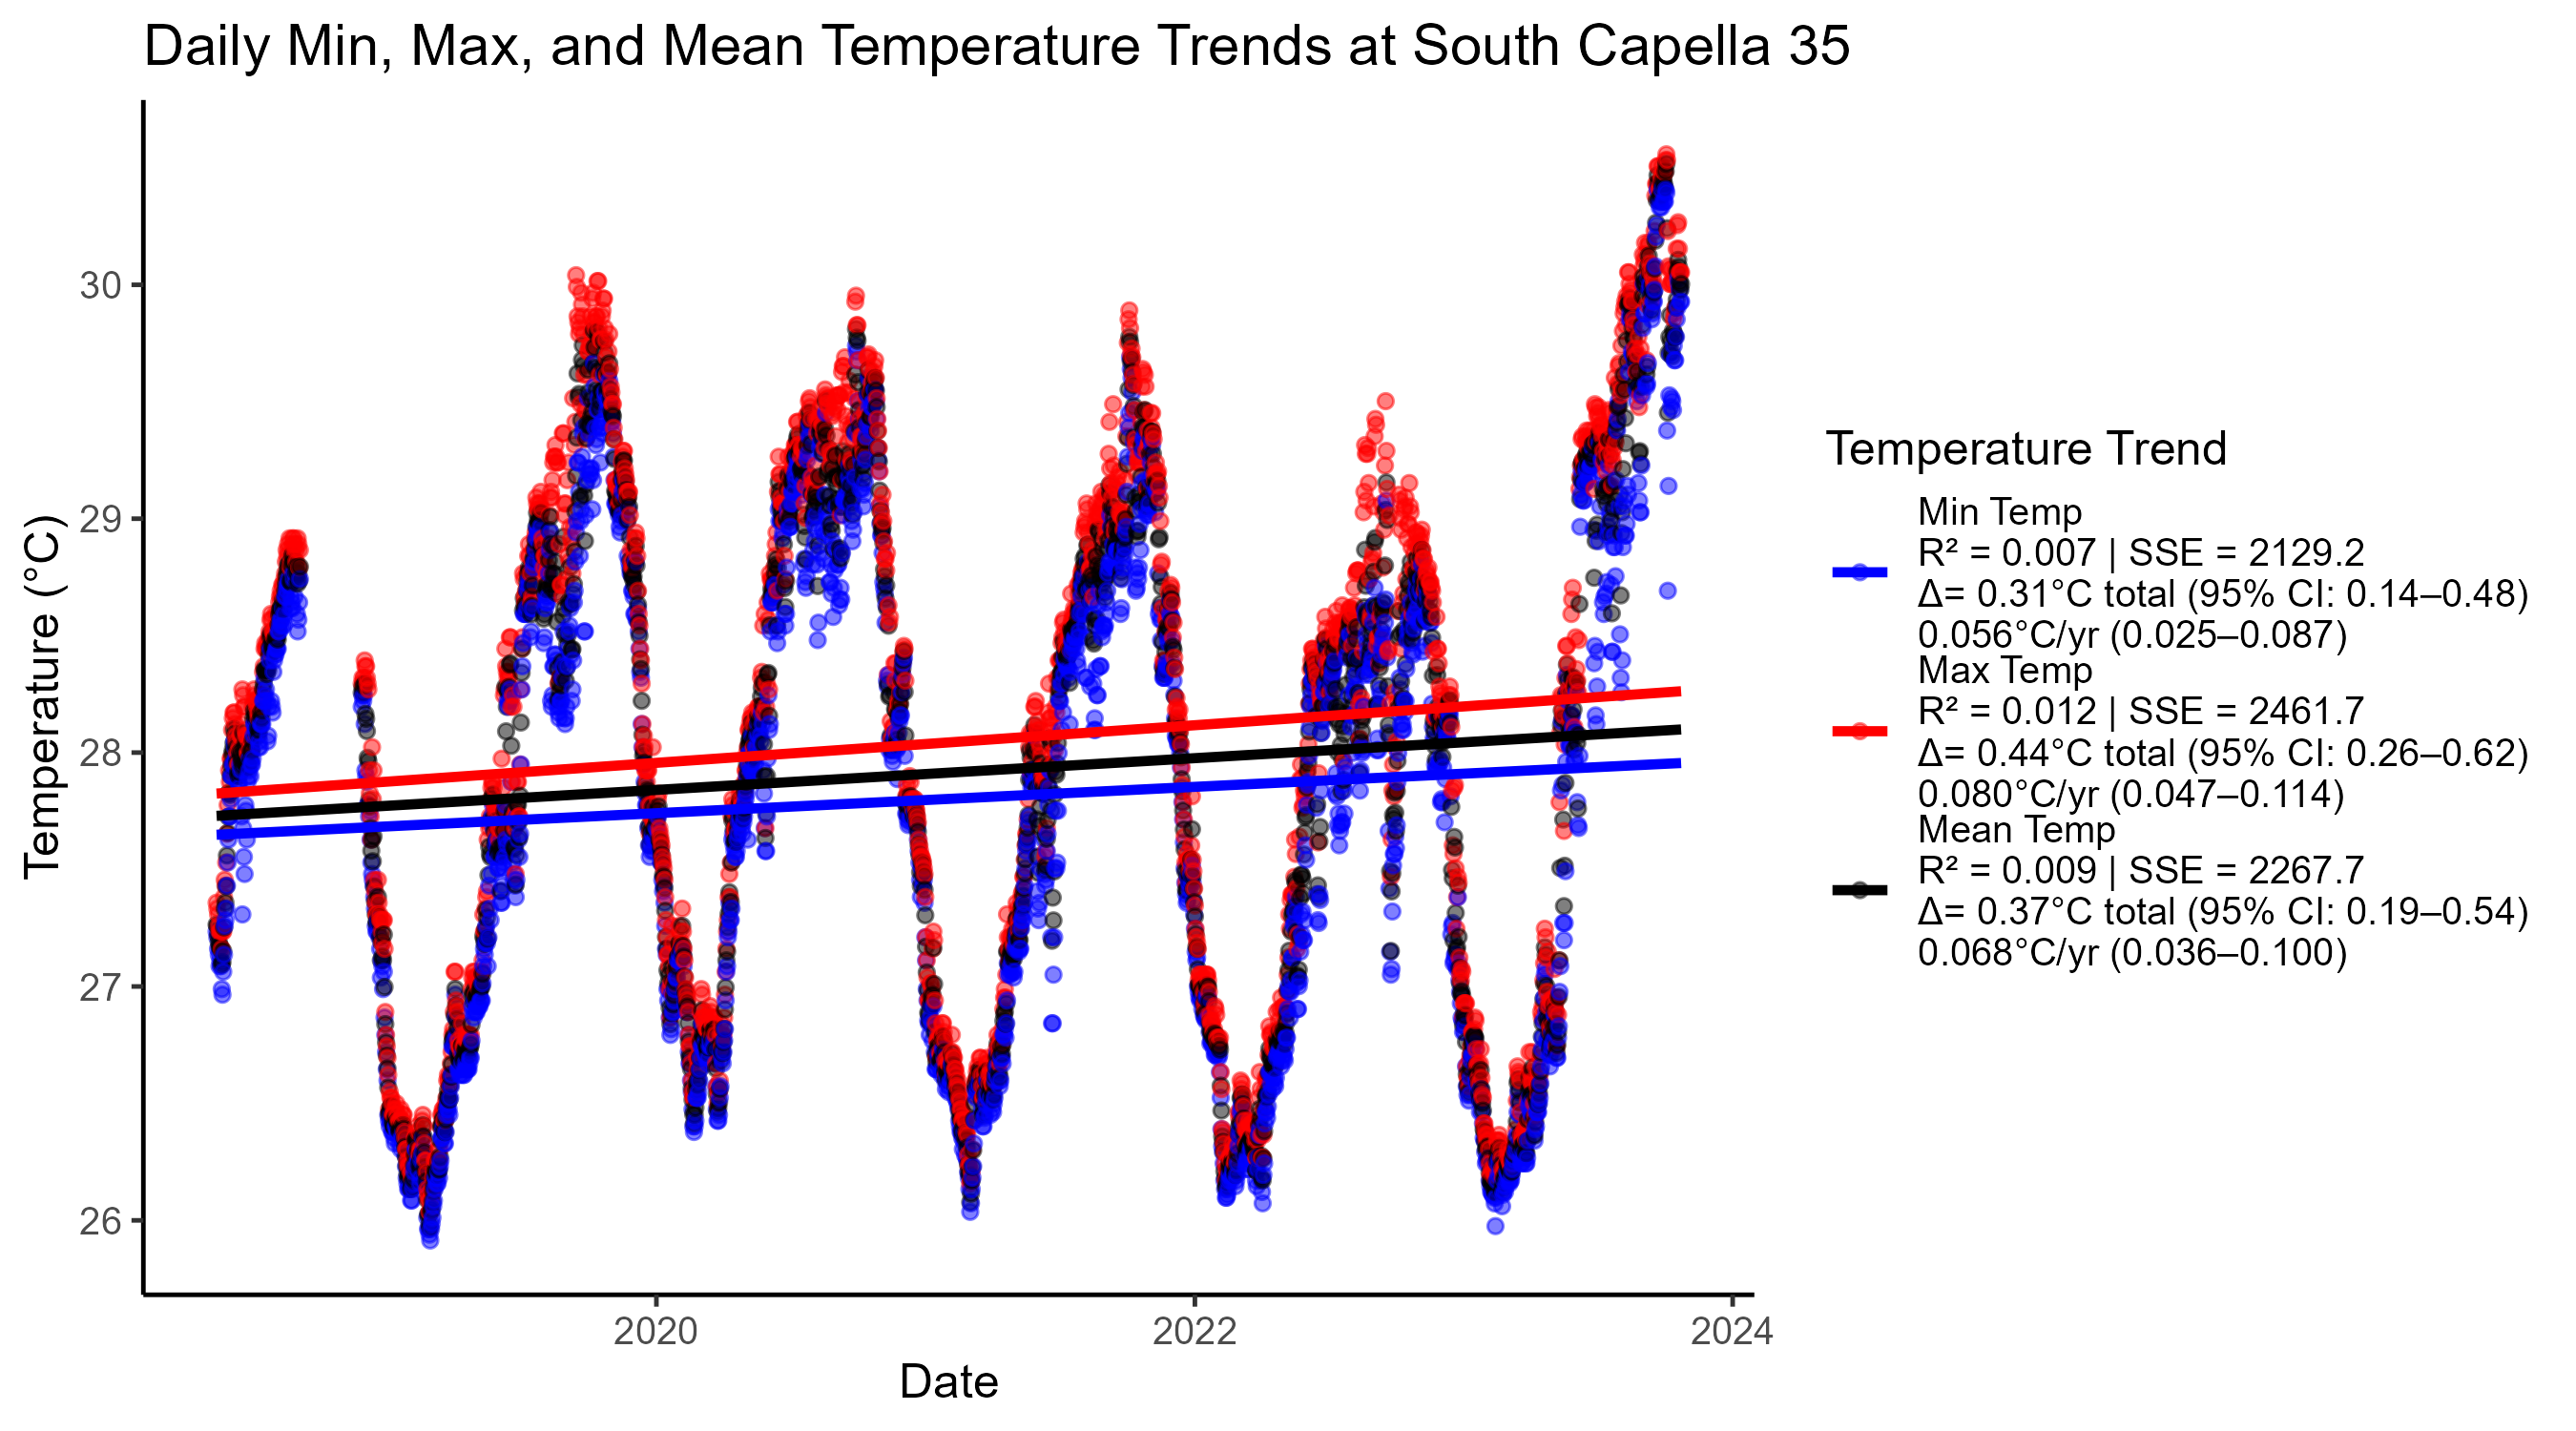 Daily Min, Max, and Mean Temperature Trends at South Capella 35
Temperature (°C)
30
29
28
27
26
2020
2022
2024
Date
Temperature Trend
Min Temp
R² = 0.007 | SSE = 2129.2
Δ= 0.31°C total (95% CI: 0.14–0.48)
0.056°C/yr (0.025–0.087)
Max Temp
R² = 0.012 | SSE = 2461.7
Δ= 0.44°C total (95% CI: 0.26–0.62)
0.080°C/yr (0.047–0.114)
Mean Temp
R² = 0.009 | SSE = 2267.7
Δ= 0.37°C total (95% CI: 0.19–0.54)
0.068°C/yr (0.036–0.100)